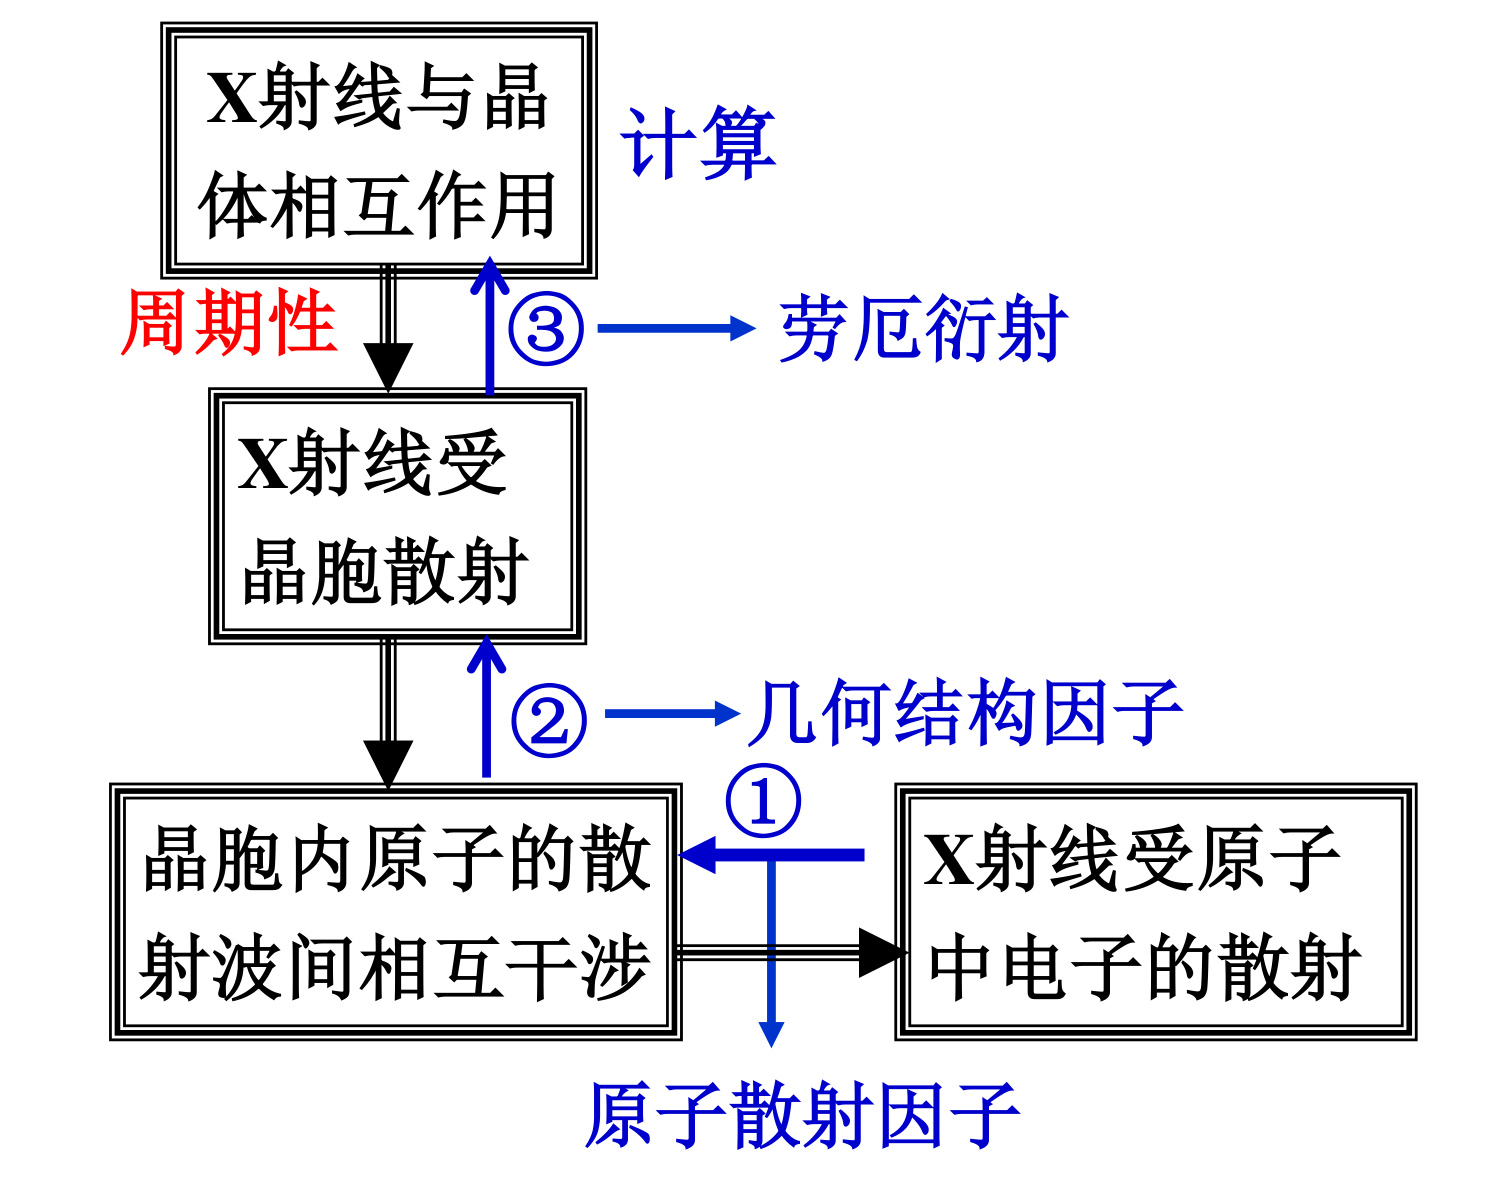 X射线与晶
体相互作用
计算
周期性
③
劳厄衍射
X射线受
晶胞散射
②
几何结构因子
①
晶胞内原子的散
射波间相互干涉
X射线受原子
中电子的散射
原子散射因子